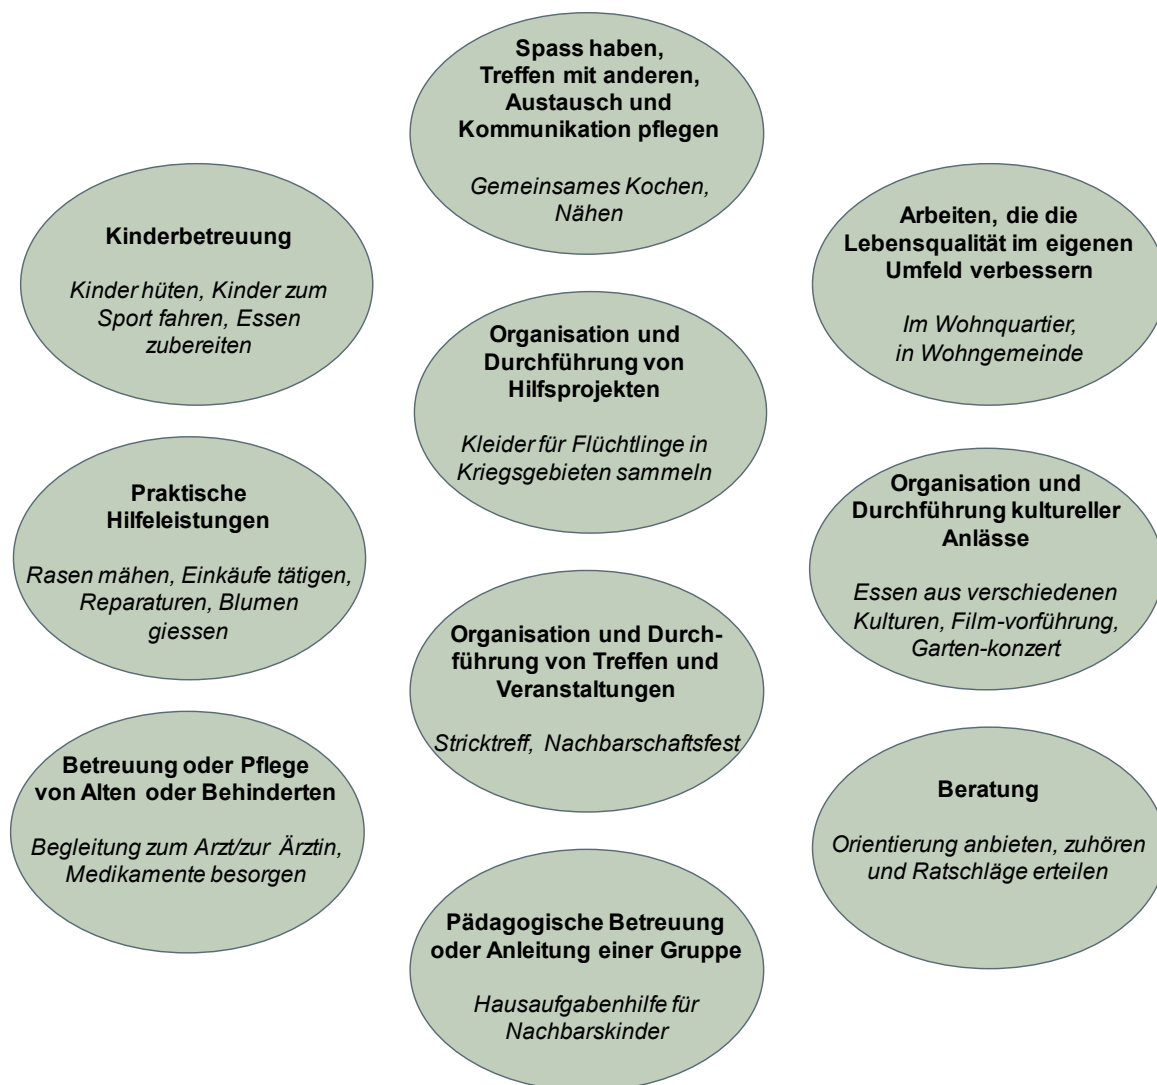 Spass haben,
Treffen mit anderen,
Austausch und
Kommunikation pflegen
Gemeinsames Kochen,
Nähen
Kinderbetreuung
Kinder hüten, Kinder zum
Sport fahren, Essen
zubereiten
Arbeiten, die die
Lebensqualität im eigenen
Umfeld verbessern
Im Wohnquartier,
in Wohngemeinde
Organisation und
Durchführung von
Hilfsprojekten
Kleider für Flüchtlinge in
Kriegsgebieten sammeln
Praktische
Hilfeleistungen
Rasen mähen, Einkäufe tätigen,
Reparaturen, Blumen
giessen
Organisation und
Durchführung kultureller
Anlässe
Essen aus verschiedenen
Kulturen, Film-vorführung,
Garten-konzert
Organisation und Durch-
führung von Treffen und
Veranstaltungen
Stricktreff, Nachbarschaftsfest
Betreuung oder Pflege
von Alten oder Behinderten
Begleitung zum Arzt/zur Ärztin,
Medikamente besorgen
Beratung
Orientierung anbieten, zuhören
und Ratschläge erteilen
Pädagogische Betreuung
oder Anleitung einer Gruppe
Hausaufgabenhilfe für
Nachbarskinder